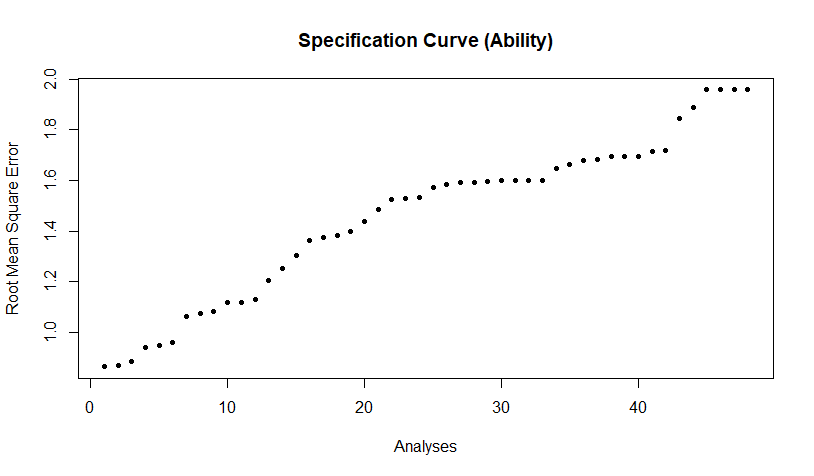 Specification Curve (Ability)
Root Mean Square Error
2.0
1.8
1.6
1.4
1.2
1.0
0 10 20 30 40
Analyses